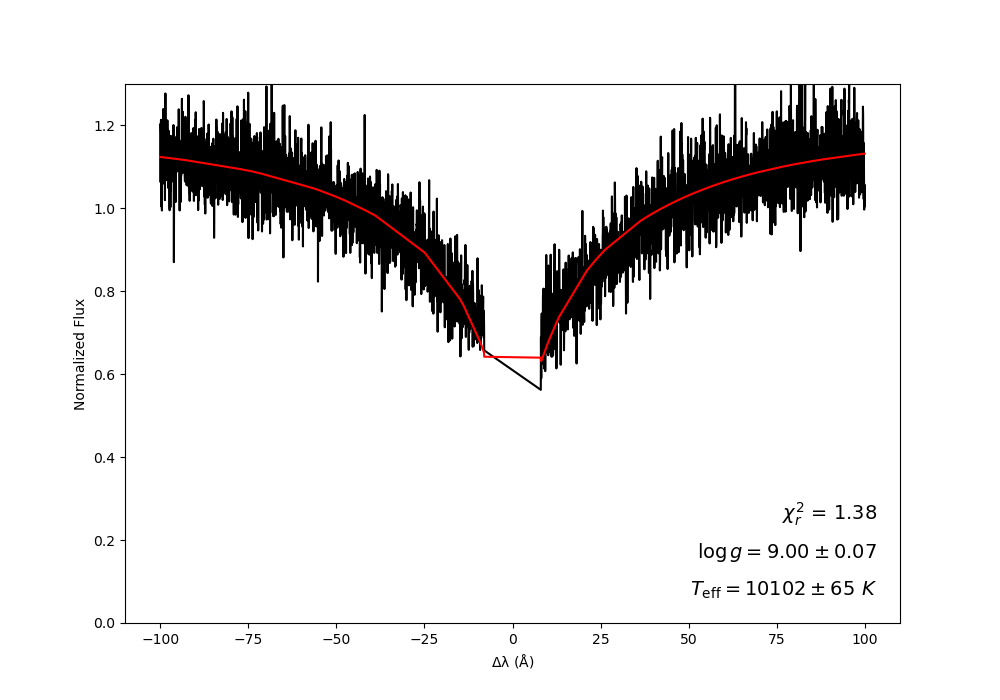 Normalized Flux
1.2
1.0
0.8
0.6
0.4
0.2
0.0
χ²ᵣ = 1.38
log g = 9.00 ± 0.07
T_eff = 10102 ± 65 K
−100 −75 −50 −25 0 25 50 75 100
Δλ (Å)